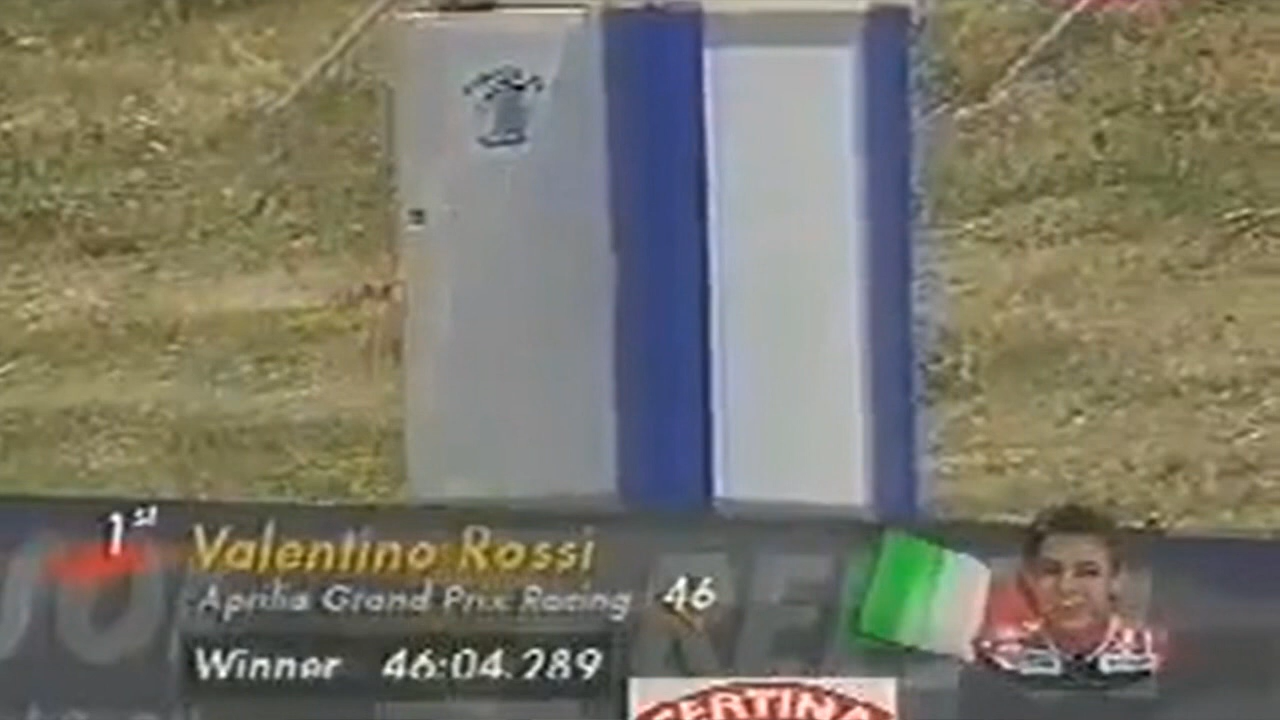 1st Valentino Rossi
Aprilia Grand Prix Racing 46
Winner 46:04.289